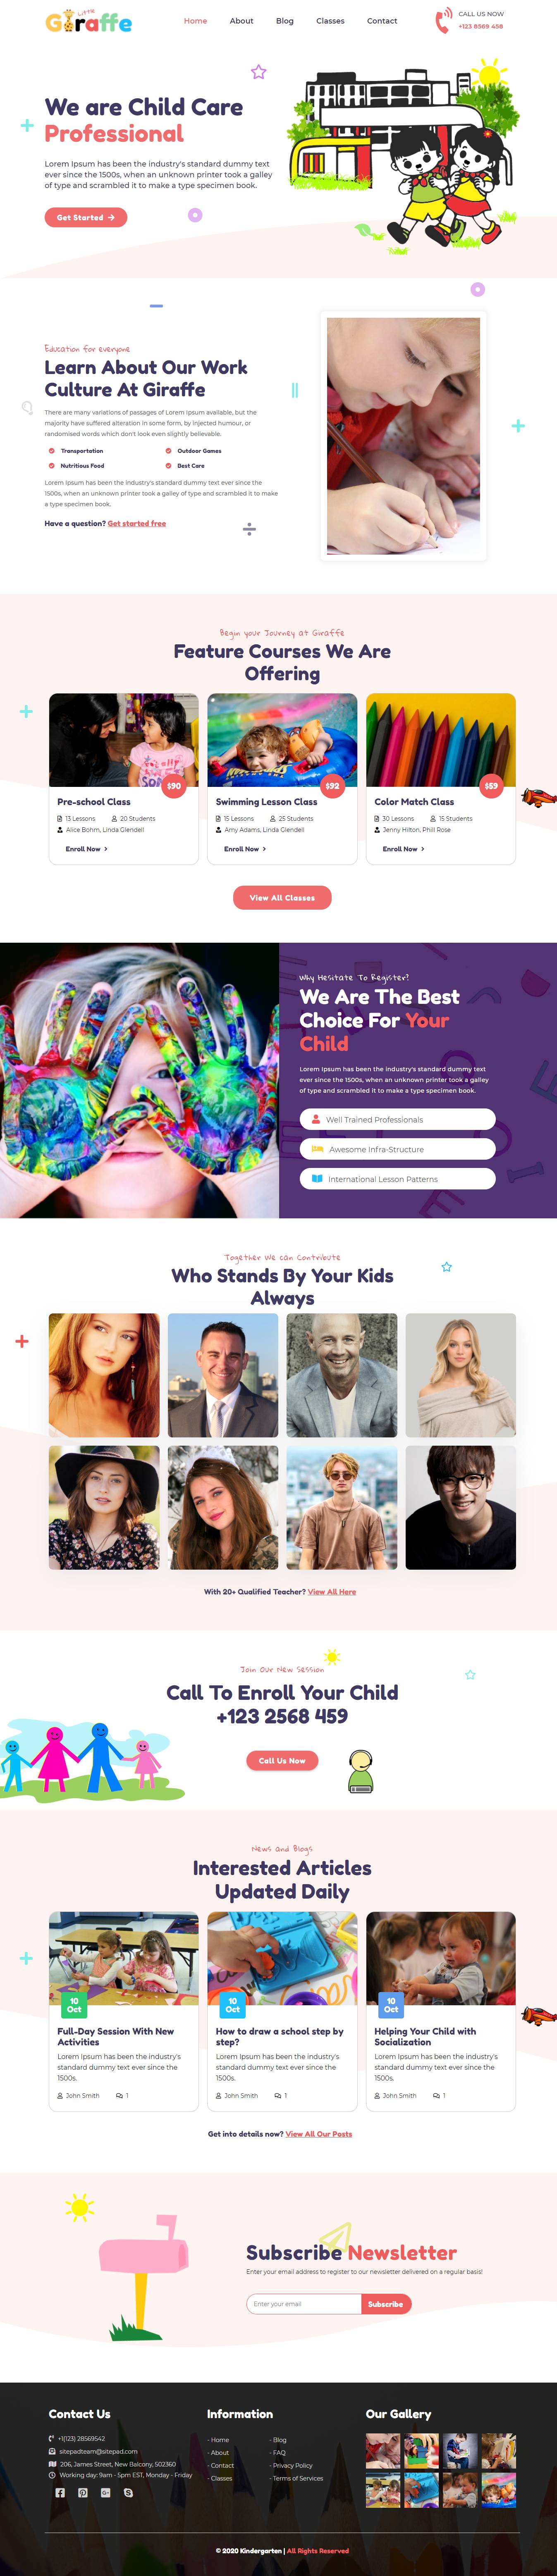 Little
Giraffe
Home
About
Blog
Classes
Contact
CALL US NOW
+123 8569 458
We are Child Care
Professional
Lorem Ipsum has been the industry's standard dummy text
ever since the 1500s, when an unknown printer took a galley
of type and scrambled it to make a type specimen book.
Get Started
Education for everyone
Learn About Our Work
Culture At Giraffe
There are many variations of passages of Lorem Ipsum available, but the
majority have suffered alteration in some form, by injected humour, or
randomised words which don't look even slightly believable.
Transportation
Outdoor Games
Nutritious Food
Best Care
Lorem Ipsum has been the industry's standard dummy text ever since the
1500s, when an unknown printer took a galley of type and scrambled it to make
a type specimen book.
Have a question? Get started free
Begin your Journey at Giraffe
Feature Courses We Are
Offering
$90
Pre-school Class
13 Lessons
20 Students
Alice Bohm, Linda Glendell
Enroll Now
$92
Swimming Lesson Class
15 Lessons
25 Students
Amy Adams, Linda Glendell
Enroll Now
$59
Color Match Class
30 Lessons
15 Students
Jenny Hilton, Phill Rose
Enroll Now
View All Classes
Why Hesitate To Register?
We Are The Best
Choice For Your
Child
Lorem Ipsum has been the industry's standard dummy text
ever since the 1500s, when an unknown printer took a galley
of type and scrambled it to make a type specimen book.
Well Trained Professionals
Awesome Infra-Structure
International Lesson Patterns
Together We can Contribute
Who Stands By Your Kids
Always
With 20+ Qualified Teacher? View All Here
Join Our New Session
Call To Enroll Your Child
+123 2568 459
Call Us Now
News and Blogs
Interested Articles
Updated Daily
10
Oct
Full-Day Session With New
Activities
Lorem Ipsum has been the industry's
standard dummy text ever since the
1500s.
John Smith
1
10
Oct
How to draw a school step by
step?
Lorem Ipsum has been the industry's
standard dummy text ever since the
1500s.
John Smith
1
10
Oct
Helping Your Child with
Socialization
Lorem Ipsum has been the industry's
standard dummy text ever since the
1500s.
John Smith
1
Get into details now? View All Our Posts
Subscribe Newsletter
Enter your email address to register to our newsletter delivered on a regular basis!
Enter your email
Subscribe
Contact Us
+1(123) 28569542
sitepadteam@sitepad.com
206, James Street, New Balcony, 502360
Working day: 9am - 5pm EST, Monday - Friday
Information
- Home
- About
- Contact
- Classes
- Blog
- FAQ
- Privacy Policy
- Terms of Services
Our Gallery
© 2020 Kindergarten | All Rights Reserved